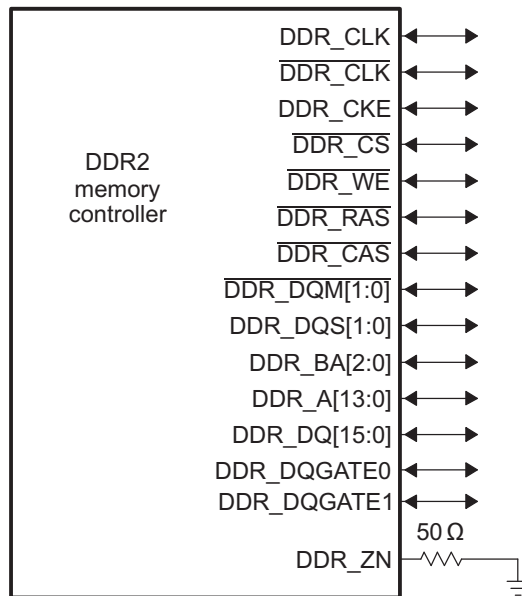 DDR_CLK
DDR_CLK
DDR_CKE
DDR_CS
DDR_WE
DDR_RAS
DDR_CAS
DDR_DQM[1:0]
DDR_DQS[1:0]
DDR_BA[2:0]
DDR_A[13:0]
DDR_DQ[15:0]
DDR_DQGATE0
DDR_DQGATE1
DDR_ZN
50 Ω
DDR2
memory
controller